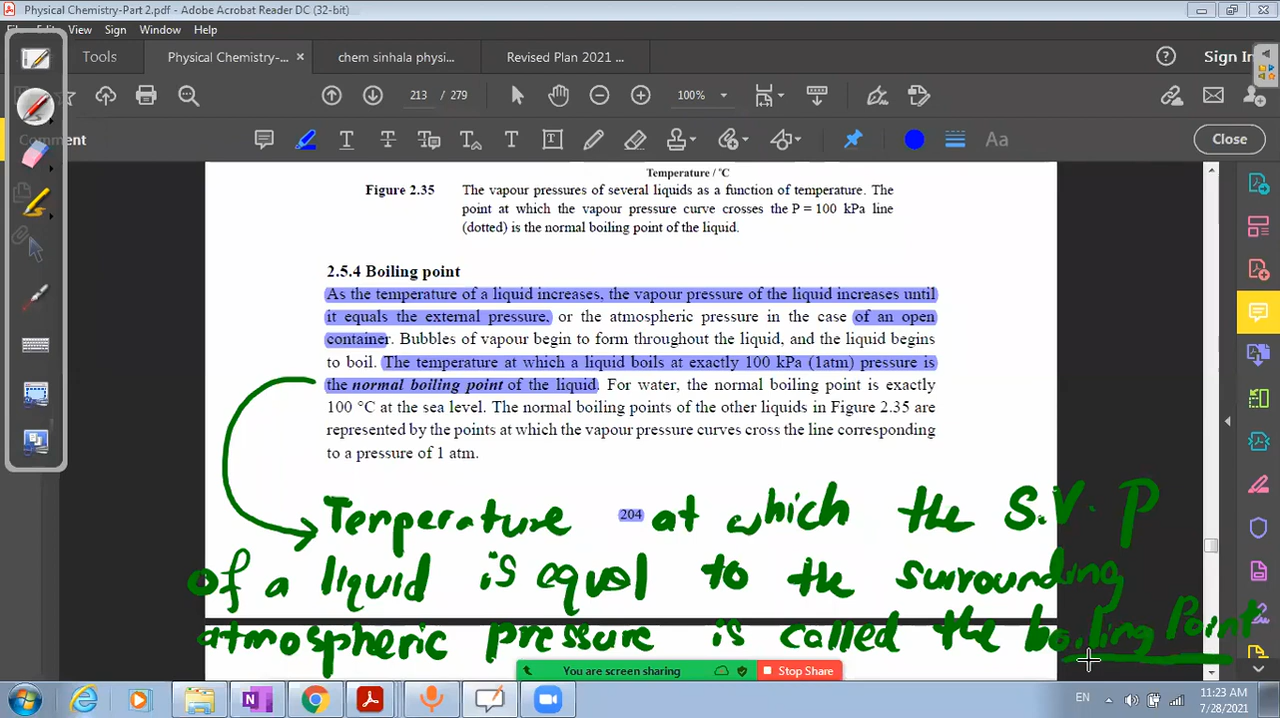 Physical Chemistry-Part 2.pdf - Adobe Acrobat Reader DC (32-bit)
View Sign Window Help
Tools Physical Chemistry-... × chem sinhala physi... Revised Plan 2021 ... Sign In
213 / 279 100%
Comment Aa Close
Temperature / °C
Figure 2.35 The vapour pressures of several liquids as a function of temperature. The
point at which the vapour pressure curve crosses the P = 100 kPa line
(dotted) is the normal boiling point of the liquid.
2.5.4 Boiling point
As the temperature of a liquid increases, the vapour pressure of the liquid increases until
it equals the external pressure, or the atmospheric pressure in the case of an open
container. Bubbles of vapour begin to form throughout the liquid, and the liquid begins
to boil. The temperature at which a liquid boils at exactly 100 kPa (1atm) pressure is
the normal boiling point of the liquid. For water, the normal boiling point is exactly
100 °C at the sea level. The normal boiling points of the other liquids in Figure 2.35 are
represented by the points at which the vapour pressure curves cross the line corresponding
to a pressure of 1 atm.
Temperature 204 at which the S.V.P
of a liquid is equal to the surrounding
atmospheric pressure is called the boiling Point
You are screen sharing Stop Share
EN 11:23 AM
7/28/2021